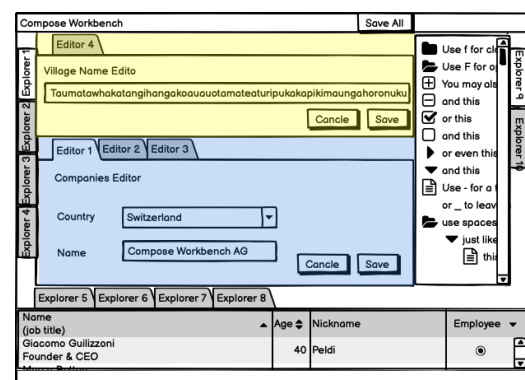 Compose Workbench
Save All
Editor 4
Village Name Edito
Taumatawhakatangihangakoauauotamateaturipukakapikimaungahoronuku
Cancle
Save
Editor 1
Editor 2
Editor 3
Companies Editor
Country
Switzerland
Name
Compose Workbench AG
Cancle
Save
Explorer 1
Explorer 2
Explorer 3
Explorer 4
Use f for cl
Use F for o
You may als
and this
or this
and this
or even this
and this
Use - for a f
or _ to leav
use spaces
just like
thi
Explorer 9
Explorer 10
Explorer 5
Explorer 6
Explorer 7
Explorer 8
Name
(job title)
Age
Nickname
Employee
Giacomo Guilizzoni
Founder & CEO
40
Peldi